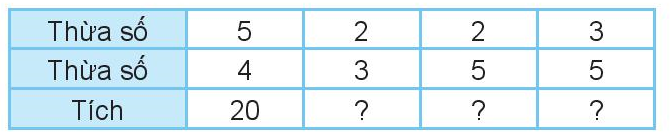 Thừa số 5 2 2 3
Thừa số 4 3 5 5
Tích 20 ? ? ?